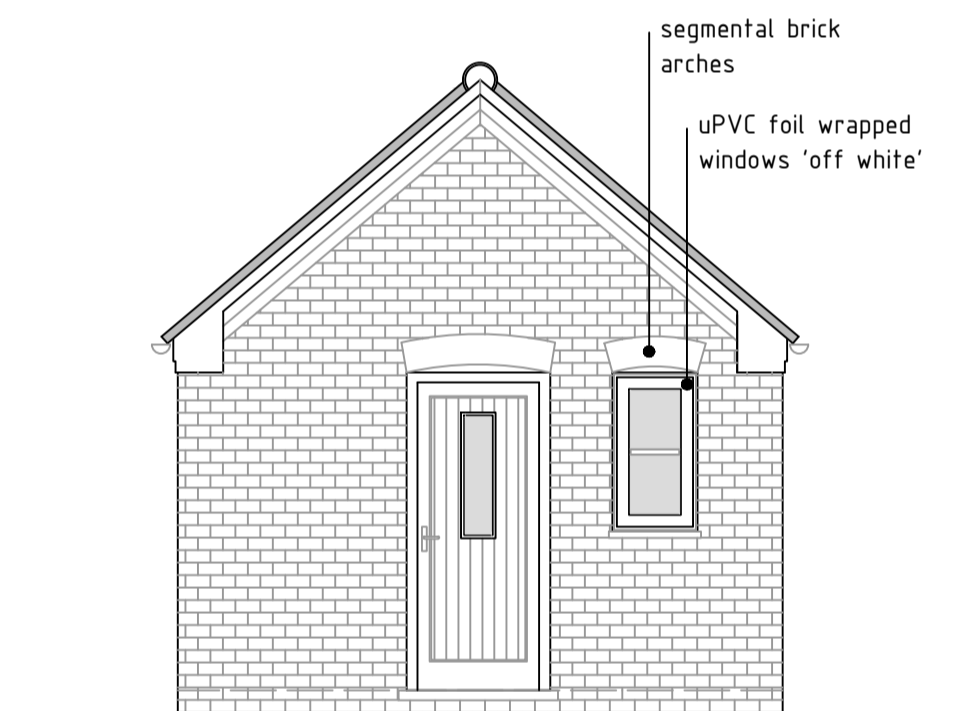 segmental brick
arches
uPVC foil wrapped
windows 'off white'